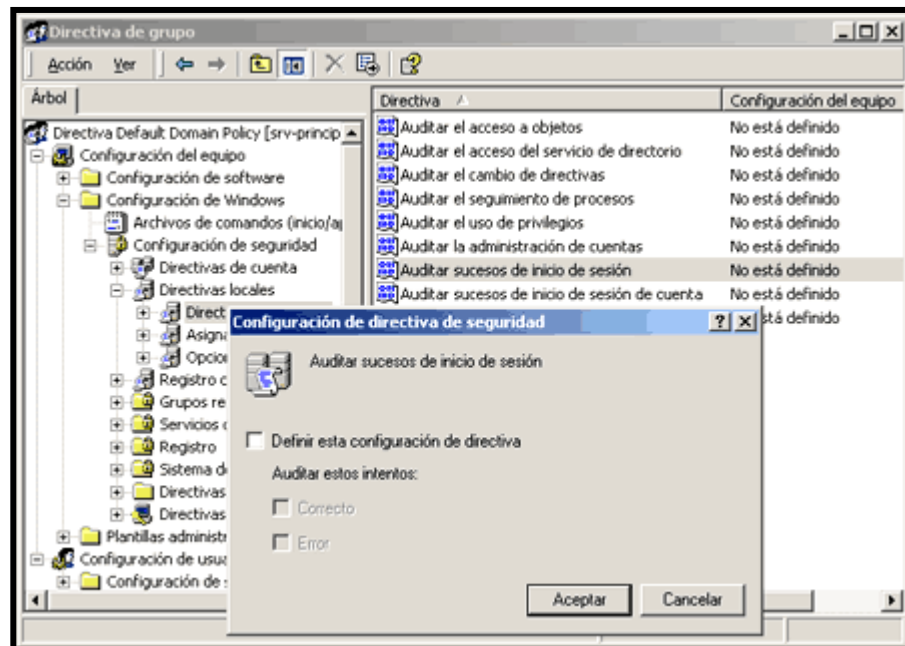 Directiva de grupo
Acción Ver
Árbol
Directiva Configuración del equipo
Directiva Default Domain Policy [srv-princip
Configuración del equipo
Configuración de software
Configuración de Windows
Archivos de comandos (inicio/a
Configuración de seguridad
Directivas de cuenta
Directivas locales
Direct
Asigna
Opcio
Registro
Grupos re
Servicios
Registro
Sistema d
Directivas
Directivas
Plantillas administ
Configuración de usu
Configuración de
Auditar el acceso a objetos No está definido
Auditar el acceso del servicio de directorio No está definido
Auditar el cambio de directivas No está definido
Auditar el seguimiento de procesos No está definido
Auditar el uso de privilegios No está definido
Auditar la administración de cuentas No está definido
Auditar sucesos de inicio de sesión No está definido
Auditar sucesos de inicio de sesión de cuenta No está definido
stá definido
Configuración de directiva de seguridad
Auditar sucesos de inicio de sesión
Definir esta configuración de directiva
Auditar estos intentos:
Correcto
Error
Aceptar Cancelar